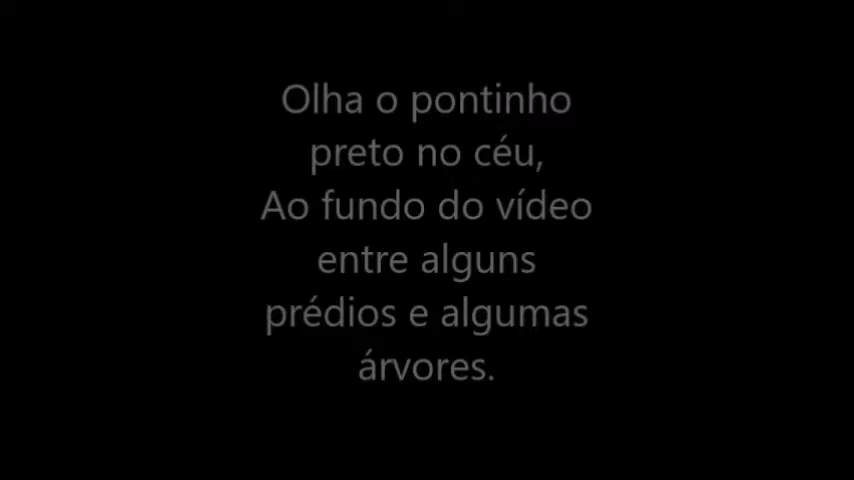 Olha o pontinho
preto no céu,
Ao fundo do vídeo
entre alguns
prédios e algumas
árvores.